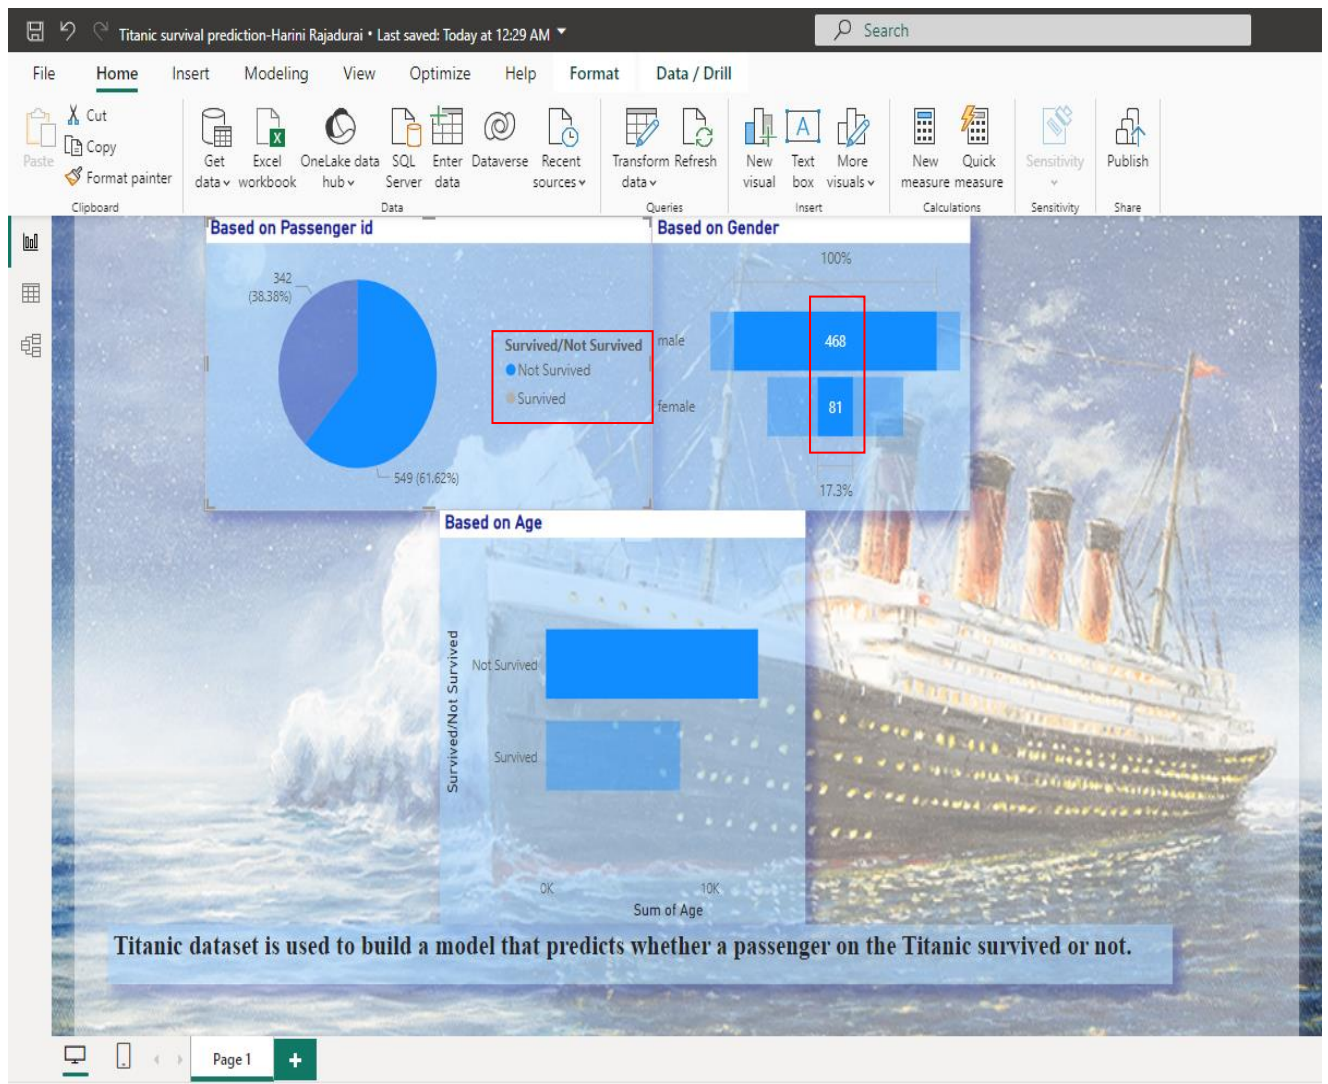 Titanic survival prediction-Harini Rajadurai • Last saved: Today at 12:29 AM
Search
File Home Insert Modeling View Optimize Help Format Data / Drill
Paste
Cut
Copy
Format painter
Clipboard
Get data
Excel workbook
OneLake data hub
SQL Server
Enter data
Dataverse
Recent sources
Data
Transform data
Refresh
Queries
New visual
Text box
More visuals
Insert
New measure
Quick measure
Calculations
Sensitivity
Sensitivity
Publish
Share
Based on Passenger id
342
(38.38%)
549 (61.62%)
Survived/Not Survived
Not Survived
Survived
Based on Gender
100%
male
468
female
81
17.3%
Based on Age
Survived/Not Survived
Not Survived
Survived
0K
10K
Sum of Age
Titanic dataset is used to build a model that predicts whether a passenger on the Titanic survived or not.
Page 1